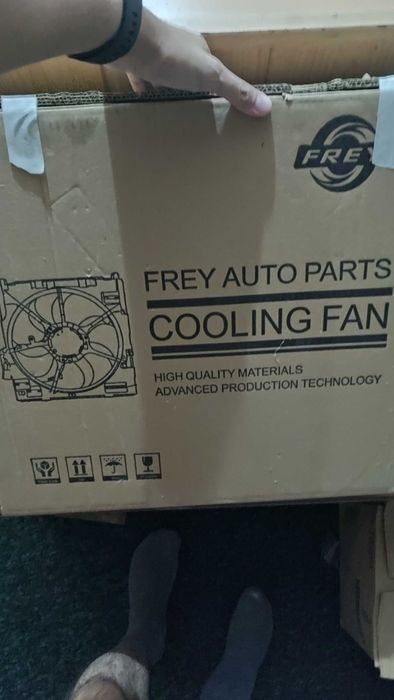 FREY
FREY AUTO PARTS
COOLING FAN
HIGH QUALITY MATERIALS
ADVANCED PRODUCTION TECHNOLOGY